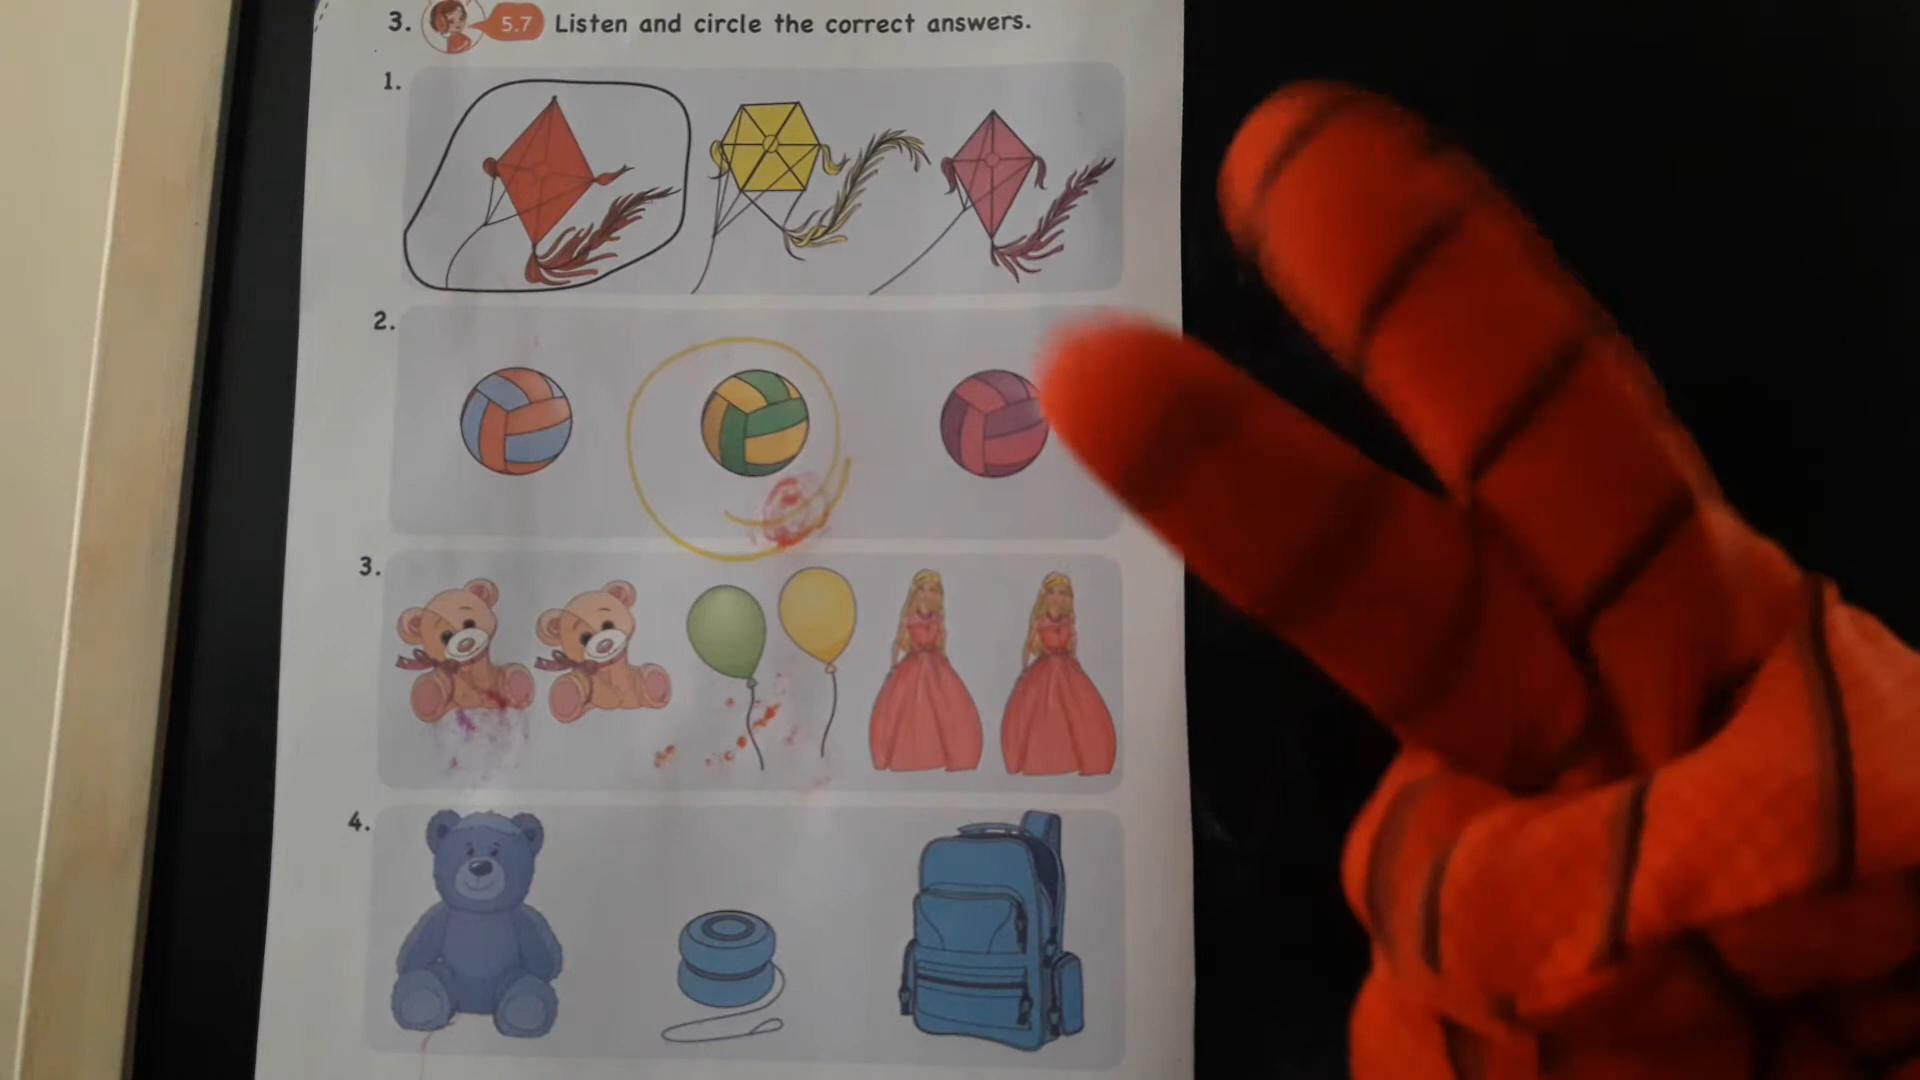 3. 5.7 Listen and circle the correct answers.
1.
2.
3.
4.